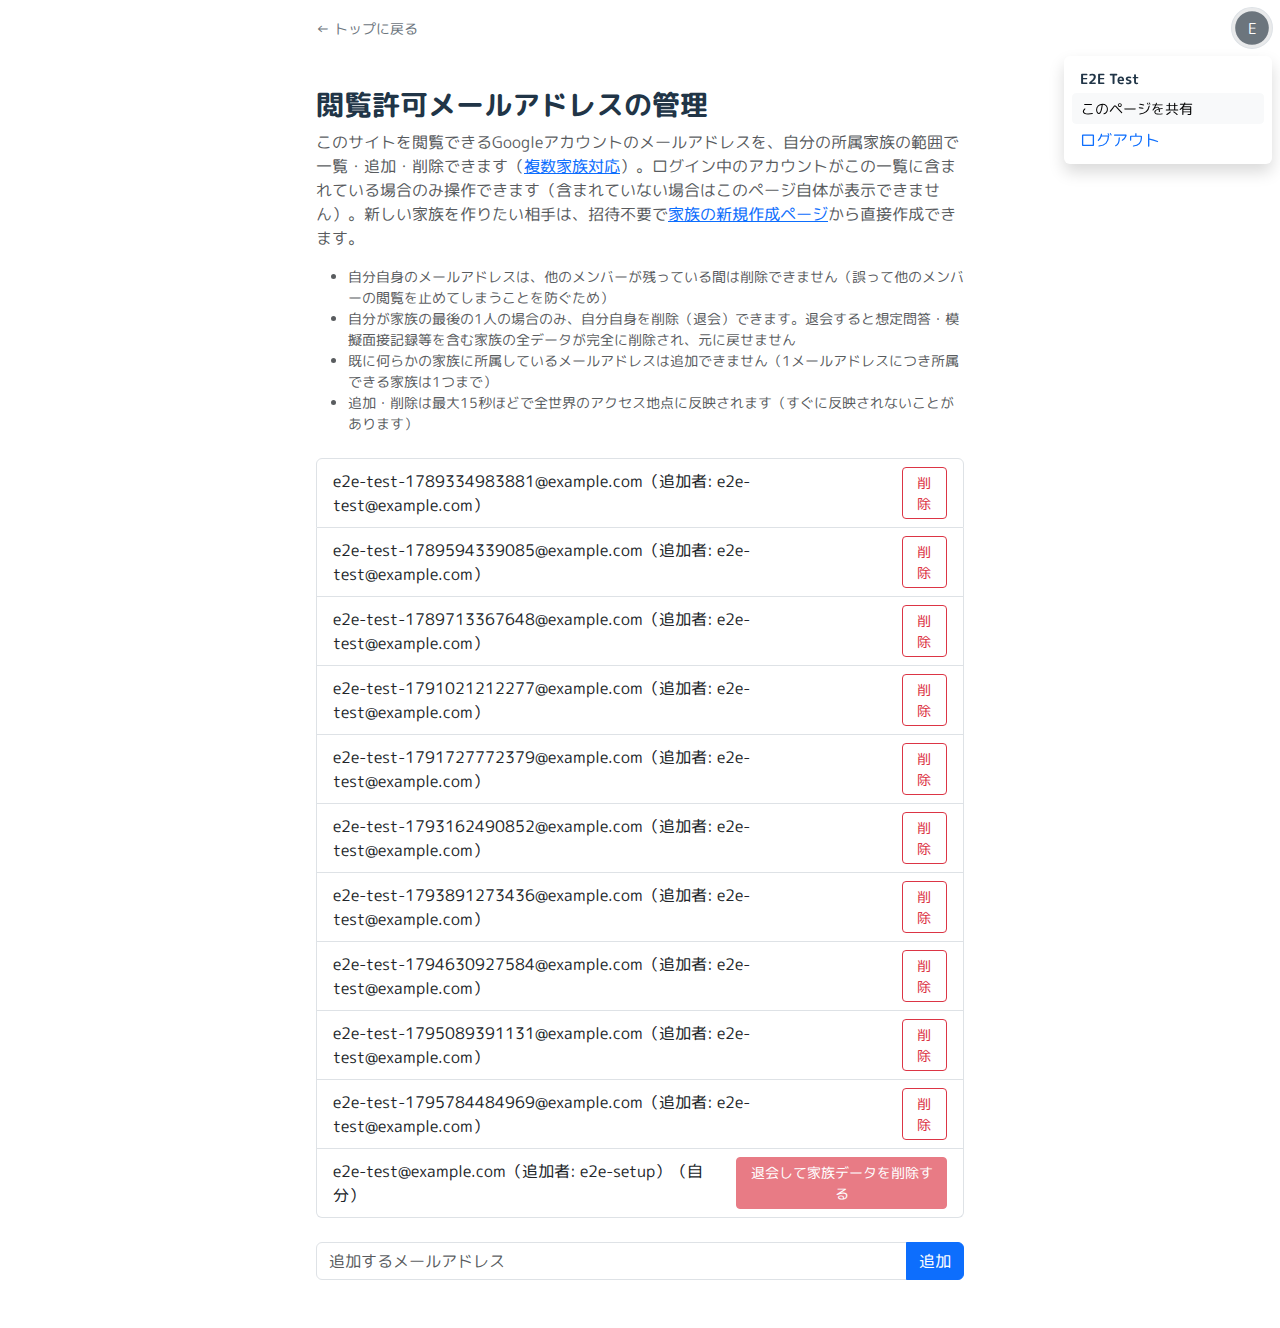 ← トップに戻る
E
E2E Test
このページを共有
ログアウト
閲覧許可メールアドレスの管理
このサイトを閲覧できるGoogleアカウントのメールアドレスを、自分の所属家族の範囲で
一覧・追加・削除できます（複数家族対応）。ログイン中のアカウントがこの一覧に含ま
れている場合のみ操作できます（含まれていない場合はこのページ自体が表示できませ
ん）。新しい家族を作りたい相手は、招待不要で家族の新規作成ページから直接作成でき
ます。
• 自分自身のメールアドレスは、他のメンバーが残っている間は削除できません（誤って他のメンバ
ーの閲覧を止めてしまうことを防ぐため）
• 自分が家族の最後の1人の場合のみ、自分自身を削除（退会）できます。退会すると想定問答・模
擬面接記録等を含む家族の全データが完全に削除され、元に戻せません
• 既に何らかの家族に所属しているメールアドレスは追加できません（1メールアドレスにつき所属
できる家族は1つまで）
• 追加・削除は最大15秒ほどで全世界のアクセス地点に反映されます（すぐに反映されないことが
あります）
e2e-test-1789334983881@example.com（追加者: e2e-
test@example.com）
削
除
e2e-test-1789594339085@example.com（追加者: e2e-
test@example.com）
削
除
e2e-test-1789713367648@example.com（追加者: e2e-
test@example.com）
削
除
e2e-test-1791021212277@example.com（追加者: e2e-
test@example.com）
削
除
e2e-test-1791727772379@example.com（追加者: e2e-
test@example.com）
削
除
e2e-test-1793162490852@example.com（追加者: e2e-
test@example.com）
削
除
e2e-test-1793891273436@example.com（追加者: e2e-
test@example.com）
削
除
e2e-test-1794630927584@example.com（追加者: e2e-
test@example.com）
削
除
e2e-test-1795089391131@example.com（追加者: e2e-
test@example.com）
削
除
e2e-test-1795784484969@example.com（追加者: e2e-
test@example.com）
削
除
e2e-test@example.com（追加者: e2e-setup）（自
分）
退会して家族データを削除す
る
追加するメールアドレス
追加